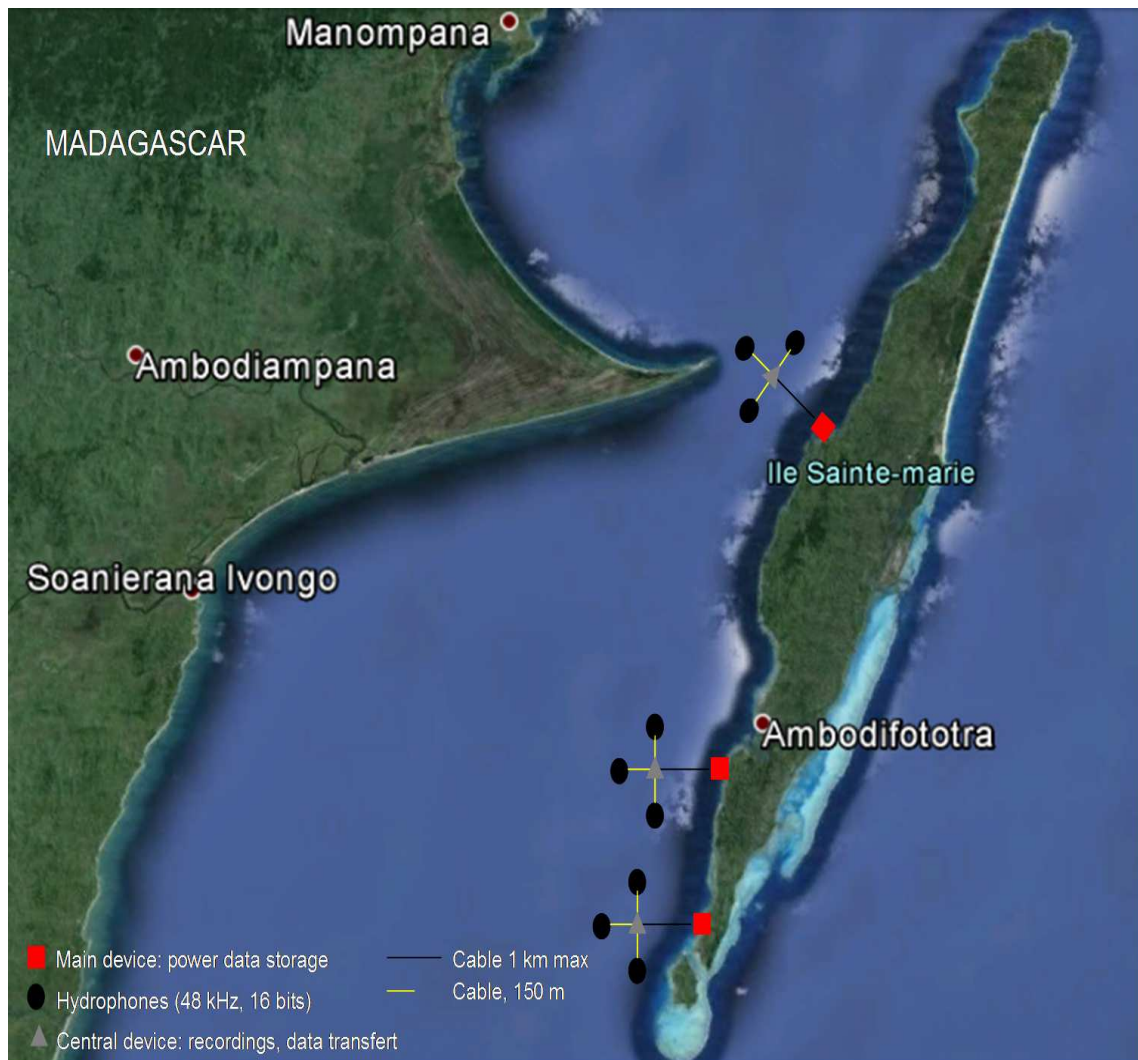 Manompana
MADAGASCAR
Ambodiampana
Ile Sainte-marie
Soanierana Ivongo
Ambodifototra
Main device: power data storage
Cable 1 km max
Hydrophones (48 kHz, 16 bits)
Cable, 150 m
Central device: recordings, data transfert